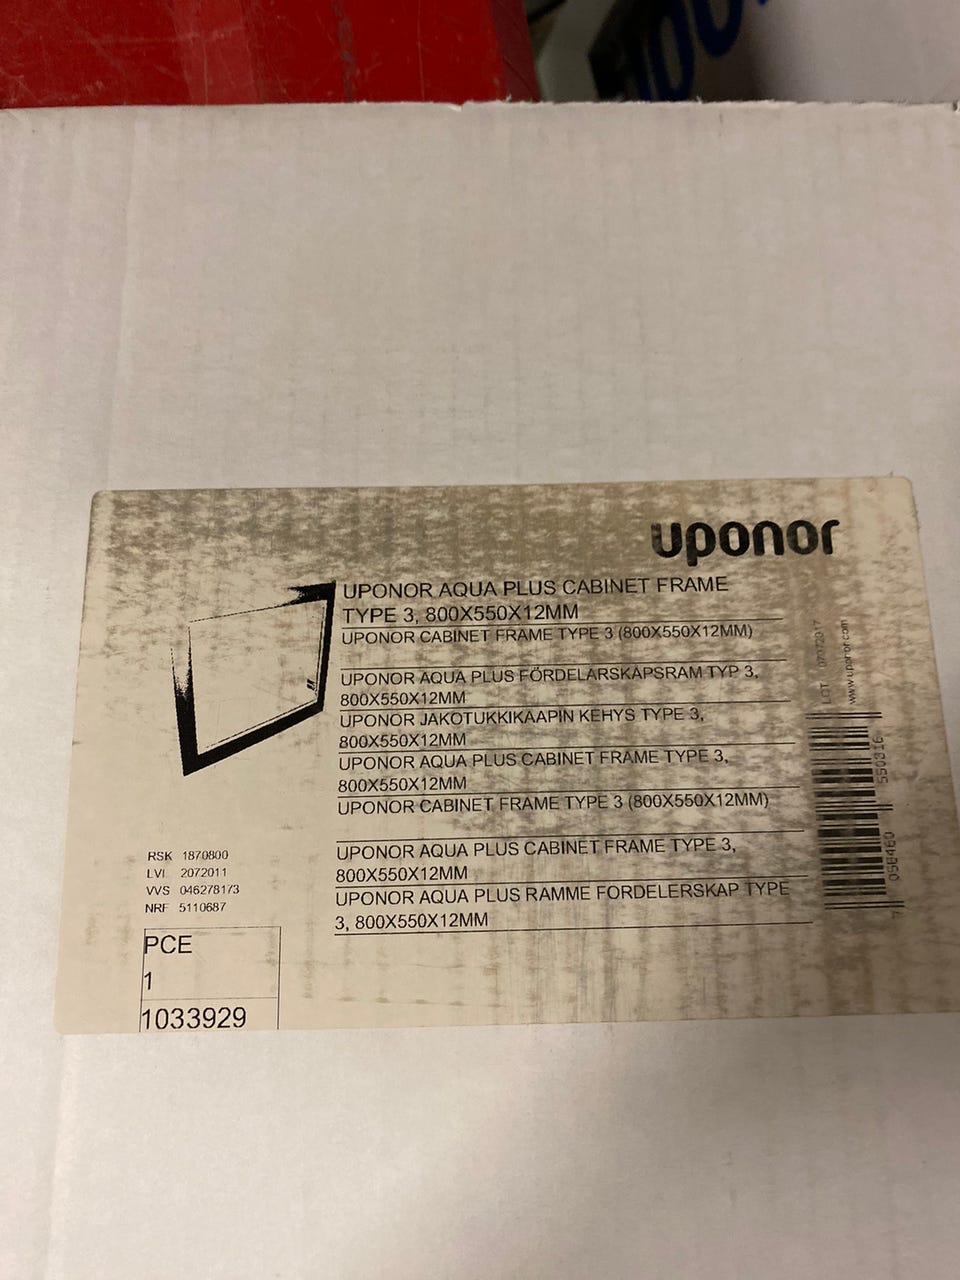 uponor
UPONOR AQUA PLUS CABINET FRAME
TYPE 3, 800X550X12MM
UPONOR CABINET FRAME TYPE 3 (800X550X12MM)
UPONOR AQUA PLUS FÖRDELARSKÅPSRAM TYP 3,
800X550X12MM
UPONOR JAKOTUKKIKAAPIN KEHYS TYPE 3,
800X550X12MM
UPONOR AQUA PLUS CABINET FRAME TYPE 3,
800X550X12MM
UPONOR CABINET FRAME TYPE 3 (800X550X12MM)
UPONOR AQUA PLUS CABINET FRAME TYPE 3,
800X550X12MM
UPONOR AQUA PLUS RAMME FORDELERSKAP TYPE
3, 800X550X12MM
RSK 1870800
LVI 2072011
VVS 046278173
NRF 5110687
PCE
1
1033929
LOT
www.uponor.com